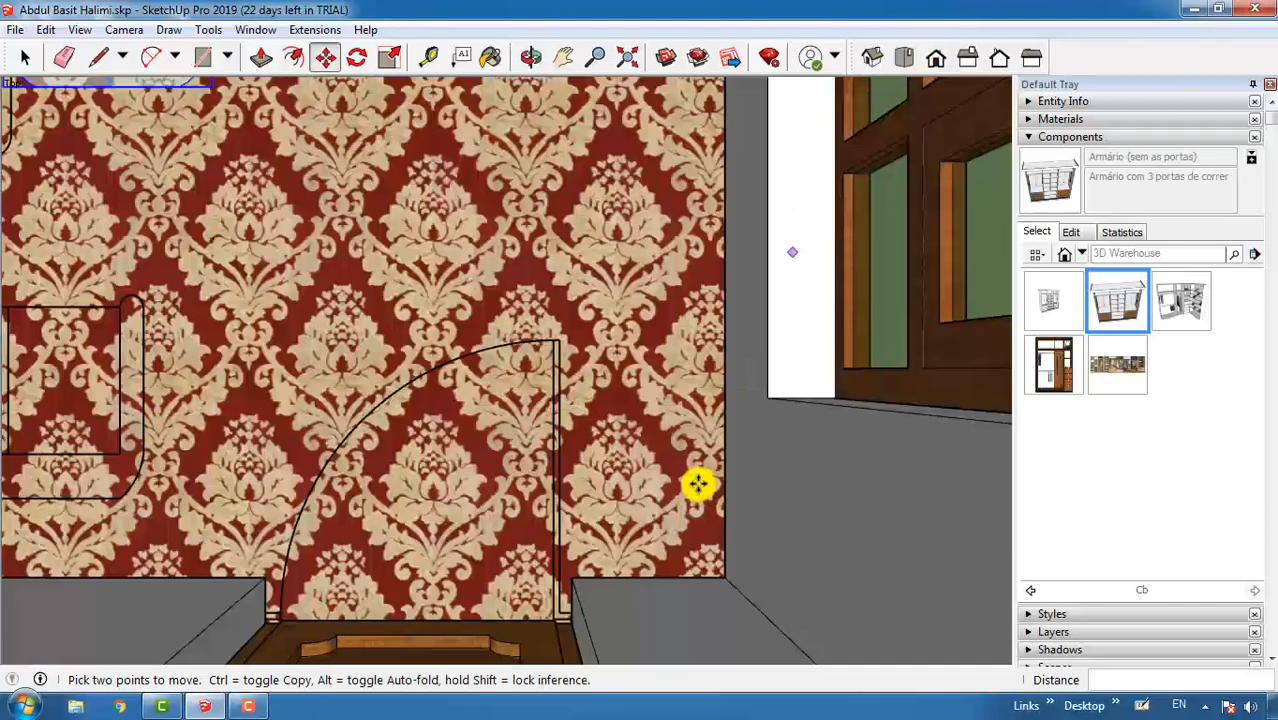 Abdul Basit Halimi.skp - SketchUp Pro 2019 (22 days left in TRIAL)
File Edit View Camera Draw Tools Window Extensions Help
A1
Default Tray
Entity Info
Materials
Components
Armário (sem as portas)
Armário com 3 portas de correr
Select Edit Statistics
3D Warehouse
Cb
Styles
Layers
Shadows
Pick two points to move. Ctrl = toggle Copy, Alt = toggle Auto-fold, hold Shift = lock inference.
Distance
Links » Desktop » EN